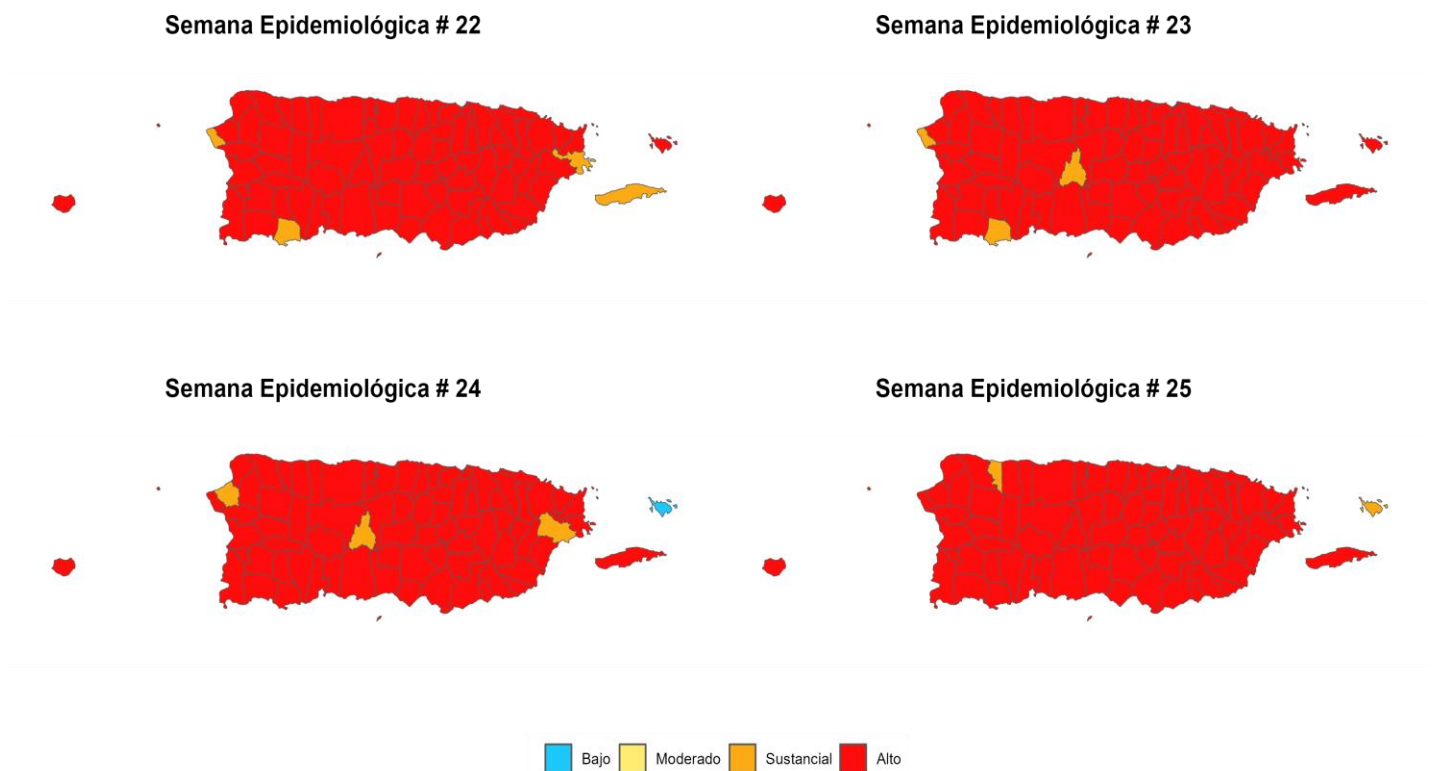 Semana Epidemiológica # 22
Semana Epidemiológica # 23
Semana Epidemiológica # 24
Semana Epidemiológica # 25
Bajo Moderado Sustancial Alto